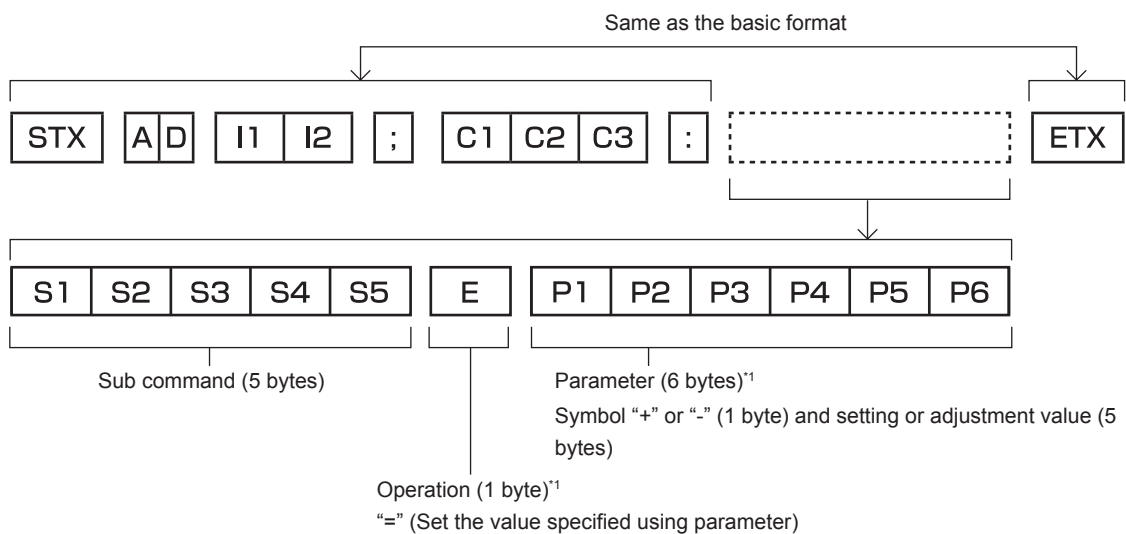 Same as the basic format
STX A D I1 I2 ; C1 C2 C3 : ETX
S1 S2 S3 S4 S5 E P1 P2 P3 P4 P5 P6
Sub command (5 bytes)
Parameter (6 bytes)*1
Symbol “+” or “-” (1 byte) and setting or adjustment value (5
bytes)
Operation (1 byte)*1
“=” (Set the value specified using parameter)